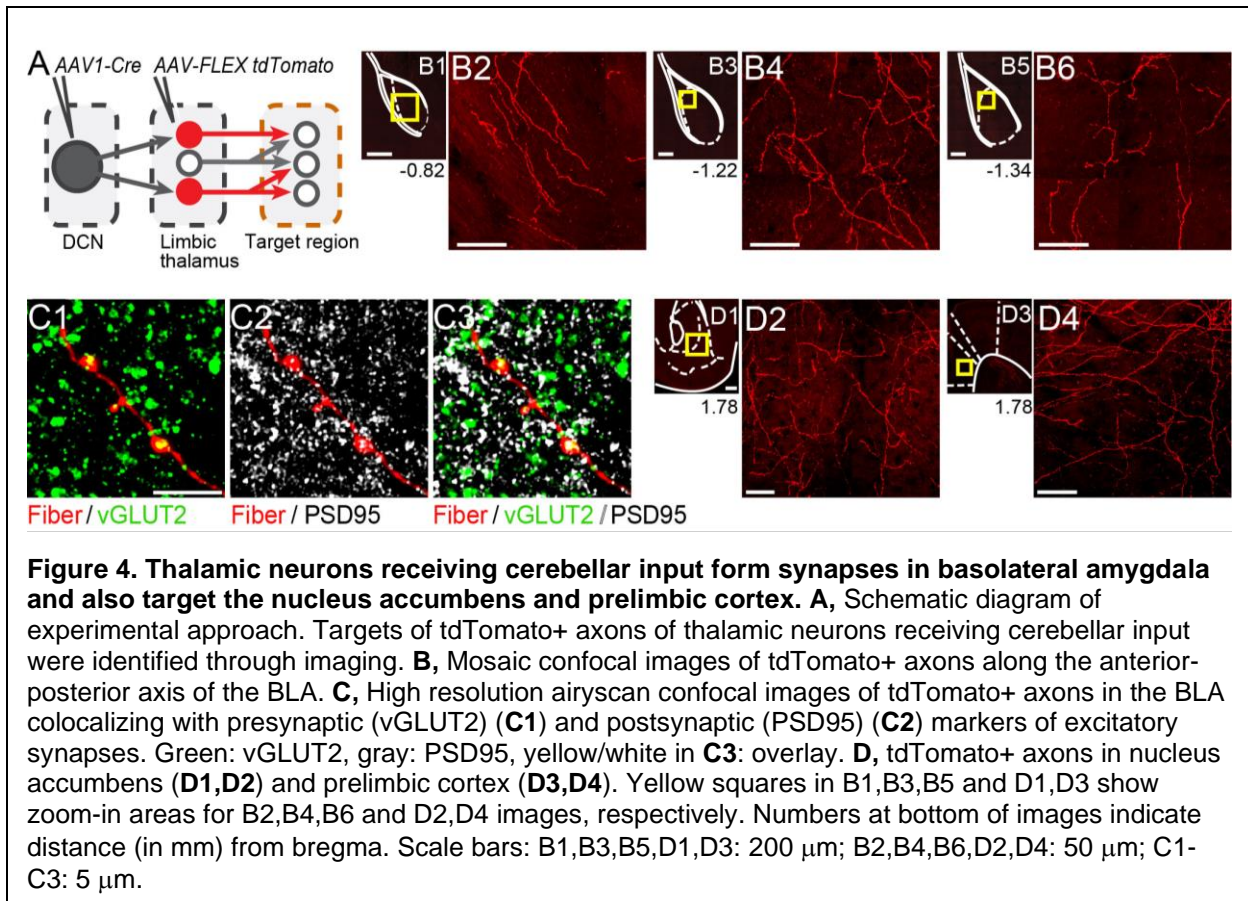 A AAV1-Cre AAV-FLEX tdTomato
DCN
Limbic
thalamus
Target region
B1
-0.82
B2
B3
-1.22
B4
B5
-1.34
B6
C1
Fiber / vGLUT2
C2
Fiber / PSD95
C3
Fiber / vGLUT2 / PSD95
D1
1.78
D2
D3
1.78
D4
Figure 4. Thalamic neurons receiving cerebellar input form synapses in basolateral amygdala
and also target the nucleus accumbens and prelimbic cortex. A, Schematic diagram of
experimental approach. Targets of tdTomato+ axons of thalamic neurons receiving cerebellar input
were identified through imaging. B, Mosaic confocal images of tdTomato+ axons along the anterior-
posterior axis of the BLA. C, High resolution airyscan confocal images of tdTomato+ axons in the BLA
colocalizing with presynaptic (vGLUT2) (C1) and postsynaptic (PSD95) (C2) markers of excitatory
synapses. Green: vGLUT2, gray: PSD95, yellow/white in C3: overlay. D, tdTomato+ axons in nucleus
accumbens (D1,D2) and prelimbic cortex (D3,D4). Yellow squares in B1,B3,B5 and D1,D3 show
zoom-in areas for B2,B4,B6 and D2,D4 images, respectively. Numbers at bottom of images indicate
distance (in mm) from bregma. Scale bars: B1,B3,B5,D1,D3: 200 μm; B2,B4,B6,D2,D4: 50 μm; C1-
C3: 5 μm.